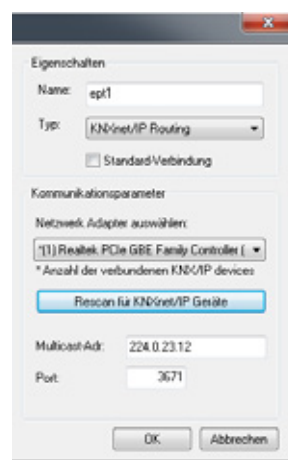 Eigenschaften
Name: ept1
Typ: KNXnet/IP Routing
Standard-Verbindung
Kommunikationsparameter
Netzwerk Adapter auswählen:
*(1) Realtek PCIe GBE Family Controller (
* Anzahl der verbundenen KNX/IP devices
Rescan für KNXnet/IP Geräte
Multicast-Adr: 224.0.23.12
Port: 3671
OK Abbrechen